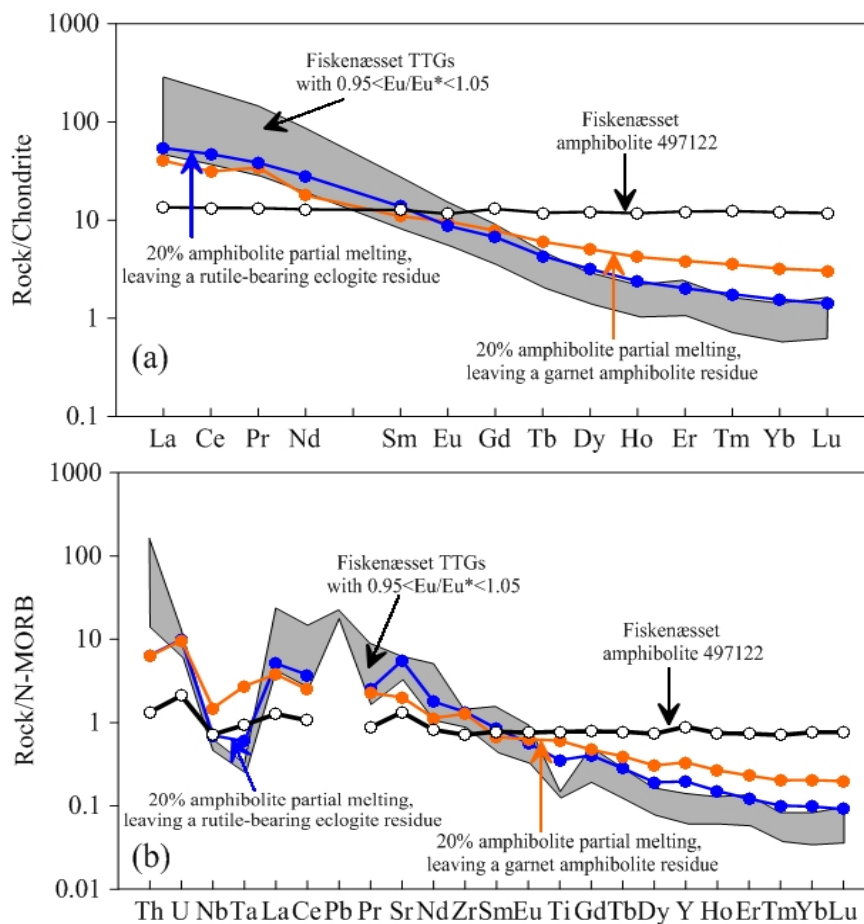 1000
Fiskenæsset TTGs
with 0.95<Eu/Eu*<1.05
100
Fiskenæsset
amphibolite 497122
10
Rock/Chondrite
20% amphibolite partial melting,
leaving a rutile-bearing eclogite residue
1
20% amphibolite partial melting,
leaving a garnet amphibolite residue
(a)
0.1
La Ce Pr Nd Sm Eu Gd Tb Dy Ho Er Tm Yb Lu
1000
100
Fiskenæsset TTGs
with 0.95<Eu/Eu*<1.05
10
Fiskenæsset
amphibolite 497122
Rock/N-MORB
1
0.1
20% amphibolite partial melting,
leaving a rutile-bearing eclogite residue
20% amphibolite partial melting,
leaving a garnet amphibolite residue
(b)
0.01
Th U Nb Ta La Ce Pb Pr Sr Nd Zr Sm Eu Ti Gd Tb Dy Y Ho Er Tm Yb Lu